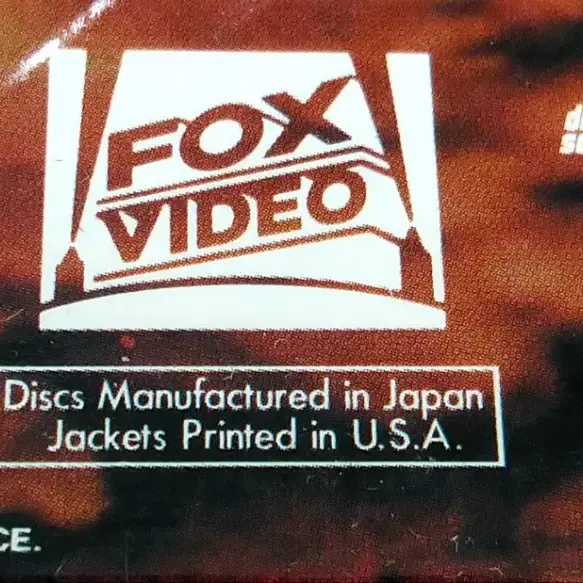 FOX
VIDEO
Discs Manufactured in Japan
Jackets Printed in U.S.A.
CE.